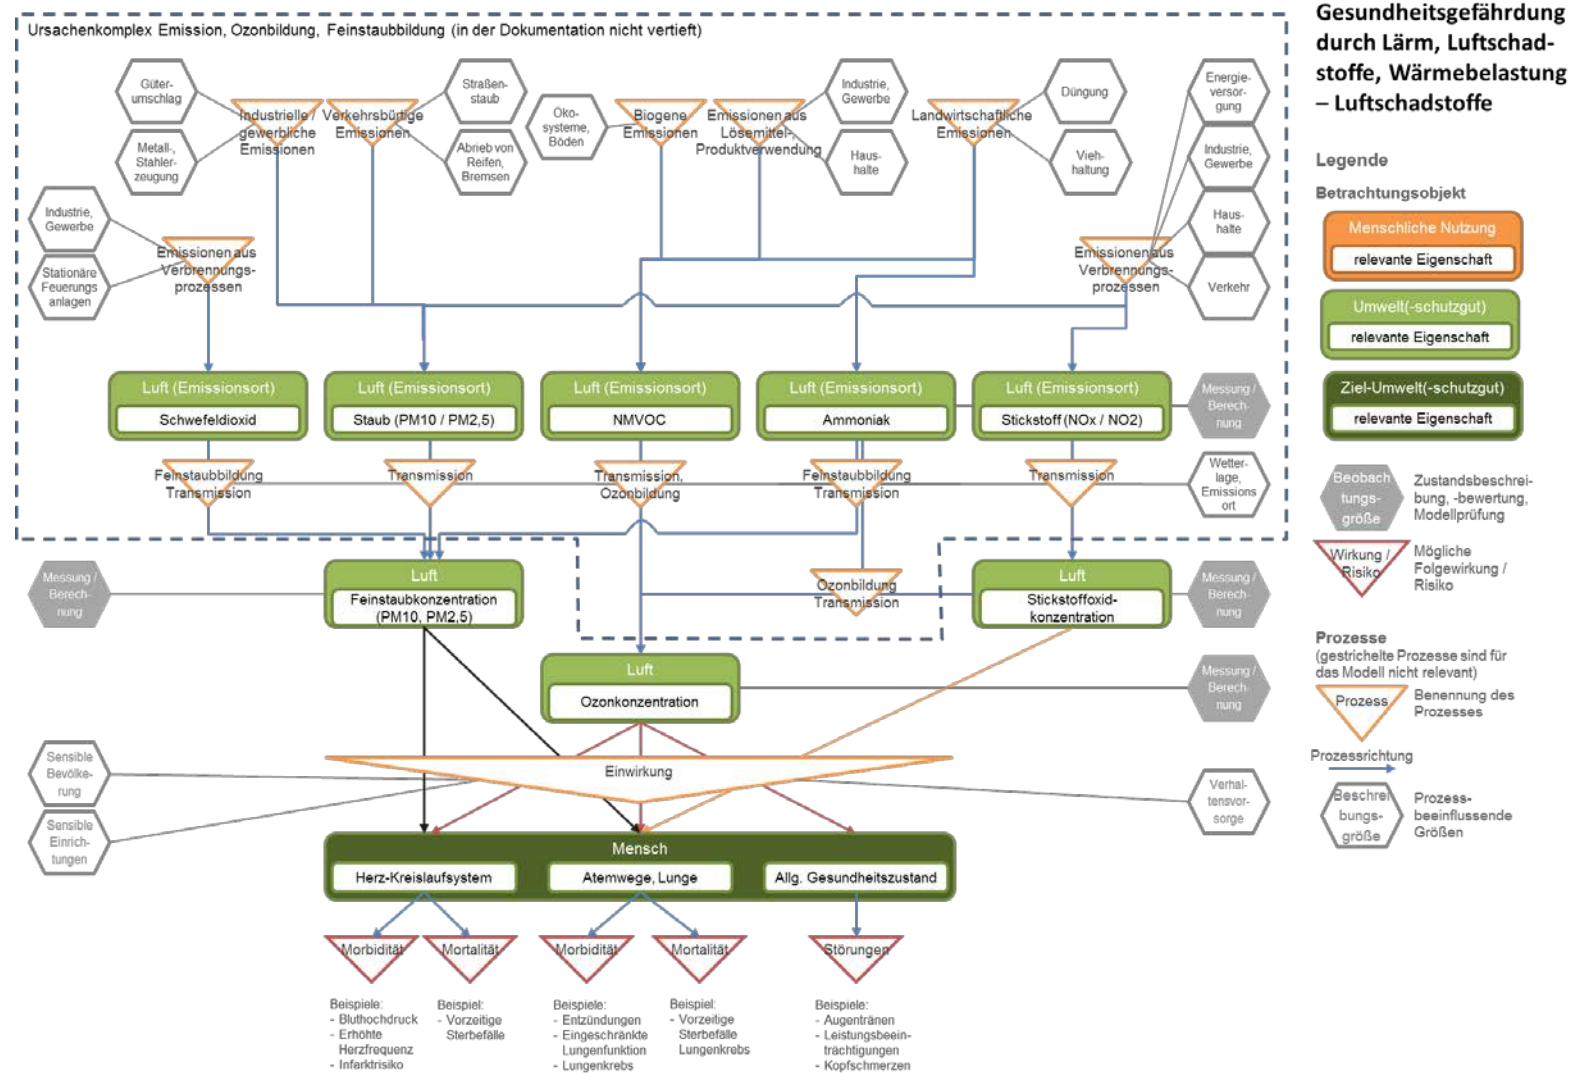 Ursachenkomplex Emission, Ozonbildung, Feinstaubbildung (in der Dokumentation nicht vertieft)
Güter-
umschlag
Metall-,
Stahler-
zeugung
Industrielle /
gewerbliche
Emissionen
Verkehrsbürtige
Emissionen
Straßen-
staub
Abrieb von
Reifen,
Bremsen
Öko-
systeme,
Böden
Biogene
Emissionen
Emissionen aus
Lösemittel-,
Produktverwendung
Industrie,
Gewerbe
Haus-
halte
Landwirtschaftliche
Emissionen
Düngung
Vieh-
haltung
Energie-
versor-
gung
Industrie,
Gewerbe
Haus-
halte
Verkehr
Industrie,
Gewerbe
Stationäre
Feuerungs
anlagen
Emissionen aus
Verbrennungs-
prozessen
Emissionen aus
Verbrennungs-
prozessen
Luft (Emissionsort)
Schwefeldioxid
Luft (Emissionsort)
Staub (PM10 / PM2,5)
Luft (Emissionsort)
NMVOC
Luft (Emissionsort)
Ammoniak
Luft (Emissionsort)
Stickstoff (NOx / NO2)
Messung /
Berech-
nung
Feinstaubbildung
Transmission
Transmission
Transmission,
Ozonbildung
Feinstaubbildung
Transmission
Transmission
Wetter-
lage,
Emissions
ort
Messung /
Berech-
nung
Luft
Feinstaubkonzentration
(PM10, PM2,5)
Ozonbildung
Transmission
Luft
Stickstoffoxid-
konzentration
Messung /
Berech-
nung
Luft
Ozonkonzentration
Messung /
Berech-
nung
Sensible
Bevölke-
rung
Sensible
Einrich-
tungen
Einwirkung
Verhal-
tensvor-
sorge
Mensch
Herz-Kreislaufsystem
Atemwege, Lunge
Allg. Gesundheitszustand
Morbidität
Mortalität
Morbidität
Mortalität
Störungen
Beispiele:
- Bluthochdruck
- Erhöhte
Herzfrequenz
- Infarktrisiko
Beispiel:
- Vorzeitige
Sterbefälle
Beispiele:
- Entzündungen
- Eingeschränkte
Lungenfunktion
- Lungenkrebs
Beispiel:
- Vorzeitige
Sterbefälle
Lungenkrebs
Beispiele:
- Augentränen
- Leistungsbeein-
trächtigungen
- Kopfschmerzen
Gesundheitsgefährdung
durch Lärm, Luftschad-
stoffe, Wärmebelastung
– Luftschadstoffe
Legende
Betrachtungsobjekt
Menschliche Nutzung
relevante Eigenschaft
Umwelt(-schutzgut)
relevante Eigenschaft
Ziel-Umwelt(-schutzgut)
relevante Eigenschaft
Beobach
tungs-
größe
Zustandsbeschrei-
bung, -bewertung,
Modellprüfung
Wirkung /
Risiko
Mögliche
Folgewirkung /
Risiko
Prozesse
(gestrichelte Prozesse sind für
das Modell nicht relevant)
Prozess
Benennung des
Prozesses
Prozessrichtung
Beschrei
bungs-
größe
Prozess-
beeinflussende
Größen